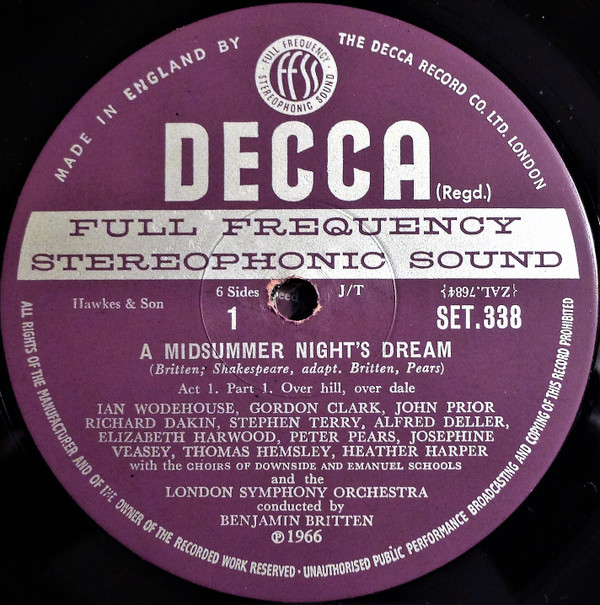 MADE IN ENGLAND BY
THE DECCA RECORD CO. LTD. LONDON
· FULL FREQUENCY ·
STEREOPHONIC SOUND
FFSS
DECCA
(Regd.)
FULL FREQUENCY
STEREOPHONIC SOUND
Hawkes & Son
6 Sides
J/T
ZAL.7684
1
SET.338
A MIDSUMMER NIGHT'S DREAM
(Britten; Shakespeare, adapt. Britten, Pears)
Act 1. Part 1. Over hill, over dale
IAN WODEHOUSE, GORDON CLARK, JOHN PRIOR
RICHARD DAKIN, STEPHEN TERRY, ALFRED DELLER,
ELIZABETH HARWOOD, PETER PEARS, JOSEPHINE
VEASEY, THOMAS HEMSLEY, HEATHER HARPER
with the CHOIRS OF DOWNSIDE AND EMANUEL SCHOOLS
and the
LONDON SYMPHONY ORCHESTRA
conducted by
BENJAMIN BRITTEN
℗1966
ALL RIGHTS OF THE MANUFACTURER AND OF THE OWNER OF THE RECORDED WORK RESERVED · UNAUTHORISED PUBLIC PERFORMANCE BROADCASTING AND COPYING OF THIS RECORD PROHIBITED